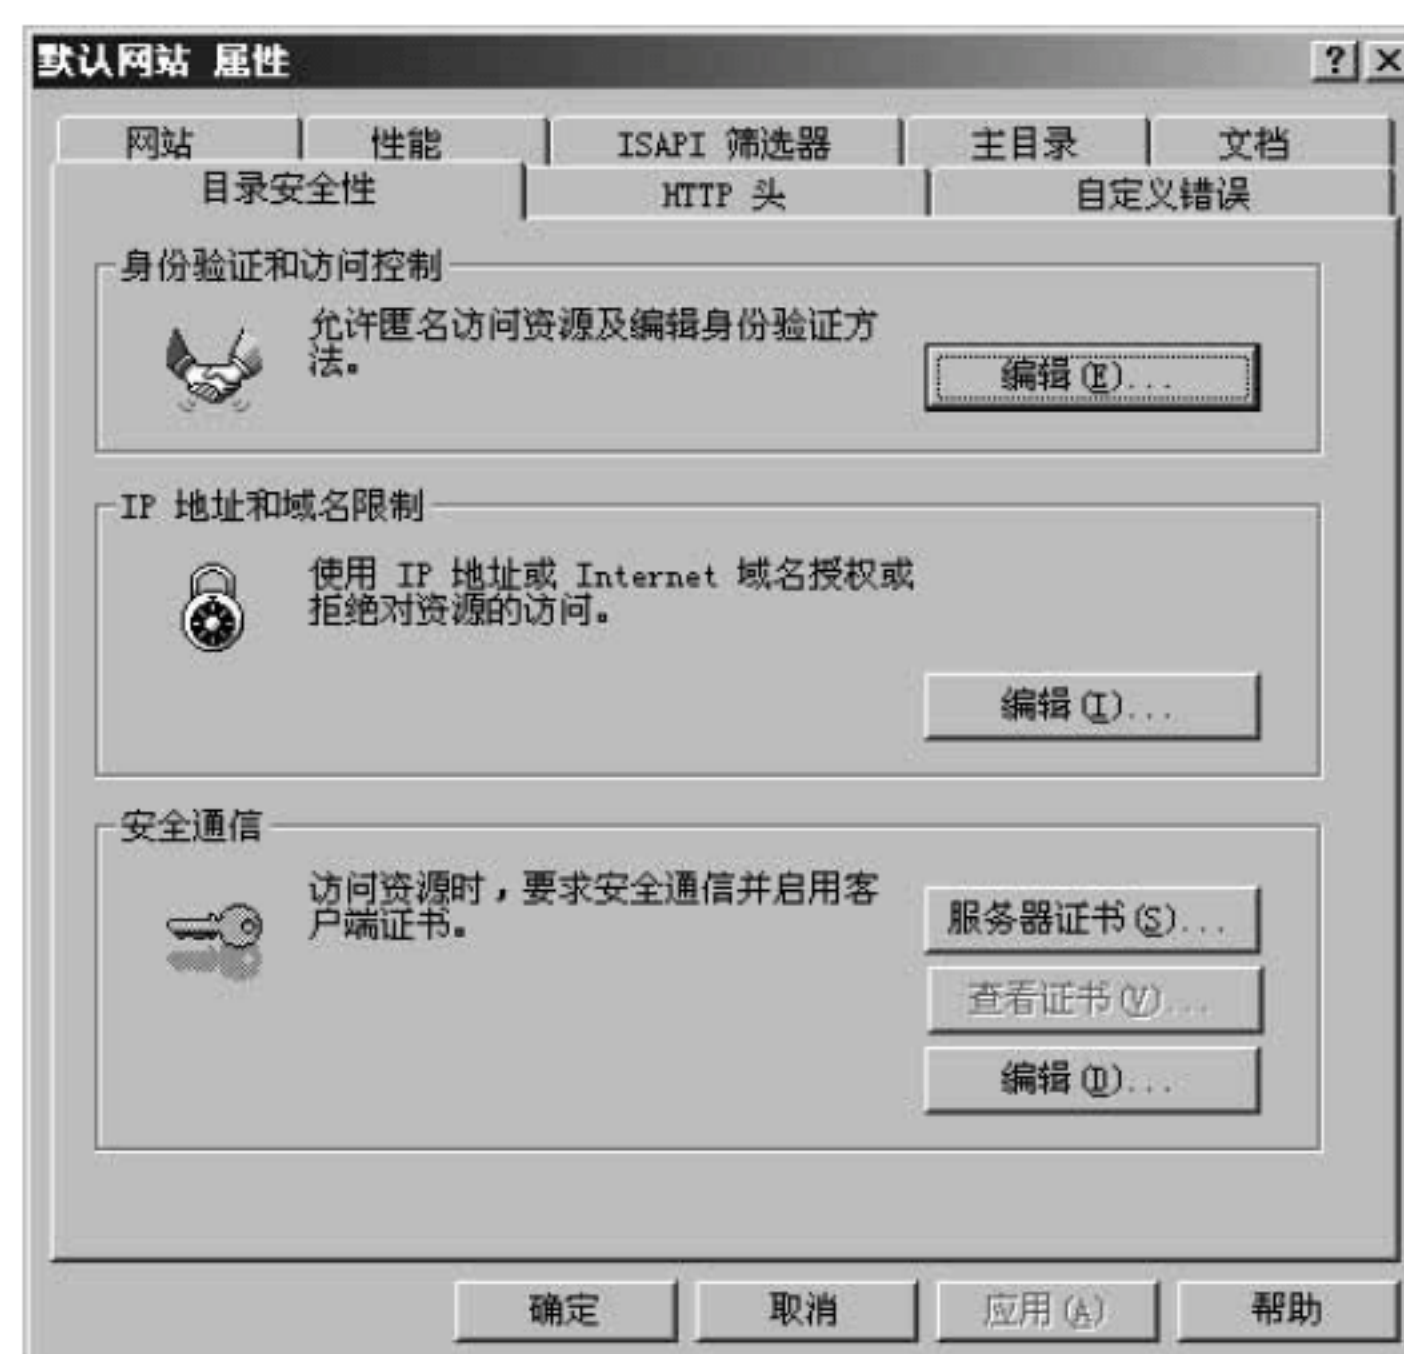 默认网站 属性
网站 性能 ISAPI 筛选器 主目录 文档
目录安全性 HTTP 头 自定义错误
身份验证和访问控制
允许匿名访问资源及编辑身份验证方
法。
编辑(E)...
IP 地址和域名限制
使用 IP 地址或 Internet 域名授权或
拒绝对资源的访问。
编辑(I)...
安全通信
访问资源时，要求安全通信并启用客
户端证书。
服务器证书(S)...
查看证书(V)...
编辑(D)...
确定 取消 应用(A) 帮助